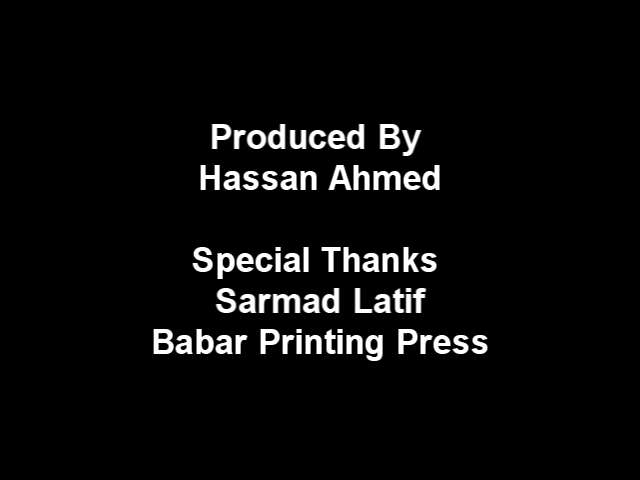 Produced By
Hassan Ahmed
Special Thanks
Sarmad Latif
Babar Printing Press